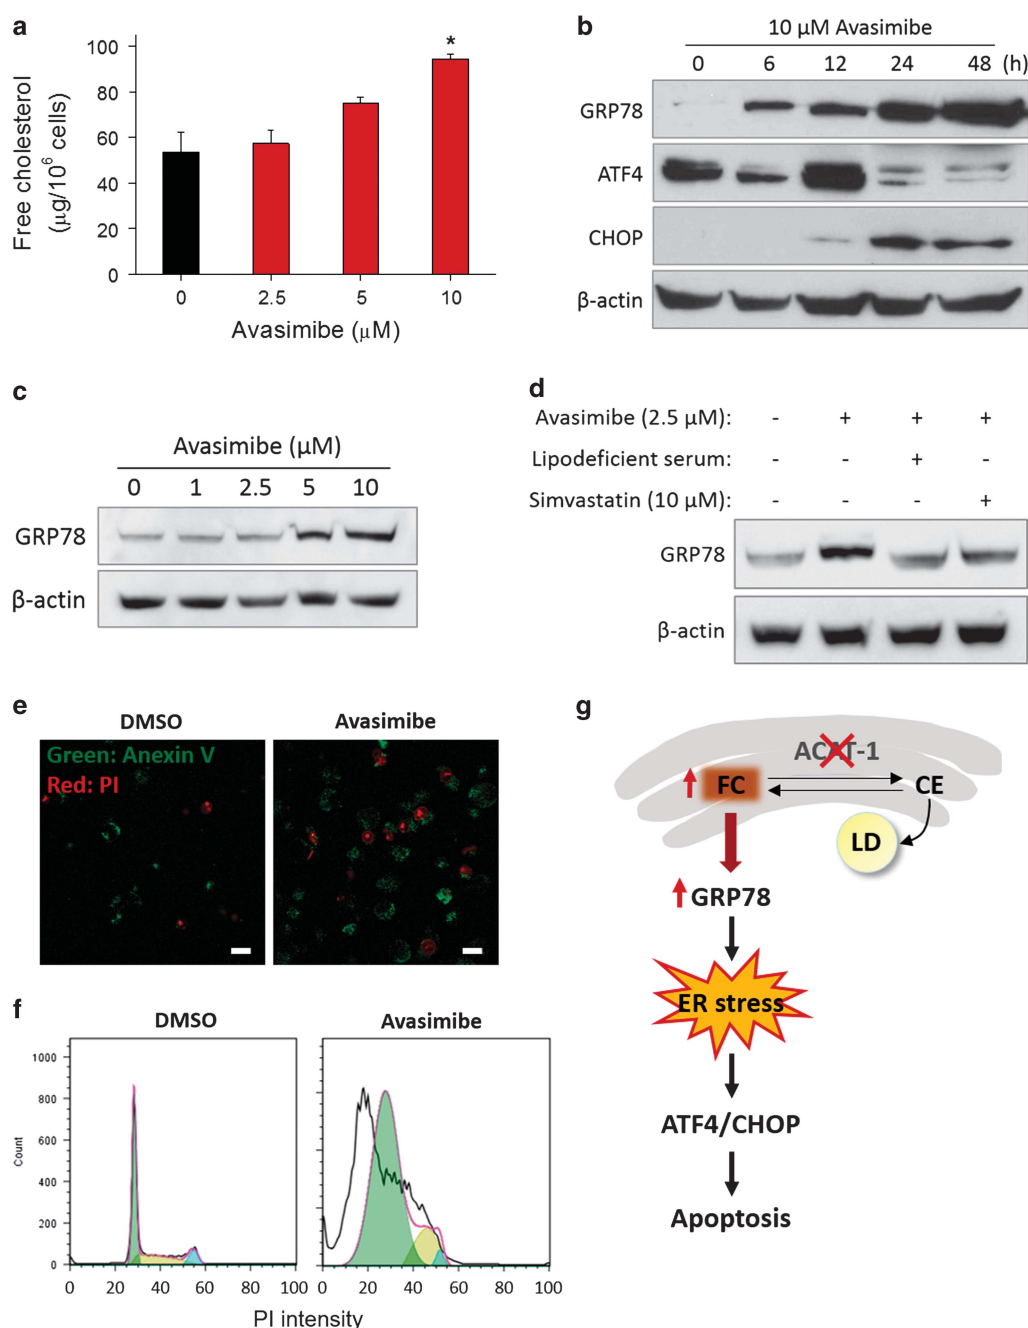 a
Free cholesterol
(µg/10⁶ cells)
100
80
60
40
20
0
*
0 2.5 5 10
Avasimibe (µM)
b
10 µM Avasimibe
0 6 12 24 48 (h)
GRP78
ATF4
CHOP
β-actin
c
Avasimibe (µM)
0 1 2.5 5 10
GRP78
β-actin
d
Avasimibe (2.5 µM): - + + +
Lipodeficient serum: - - + -
Simvastatin (10 µM): - - - +
GRP78
β-actin
e
DMSO
Avasimibe
Green: Anexin V
Red: PI
f
DMSO
Avasimibe
Count
1000
800
600
400
200
0
0 20 40 60 80 100
0 20 40 60 80 100
PI intensity
g
ACAT-1
FC
CE
LD
GRP78
ER stress
ATF4/CHOP
Apoptosis